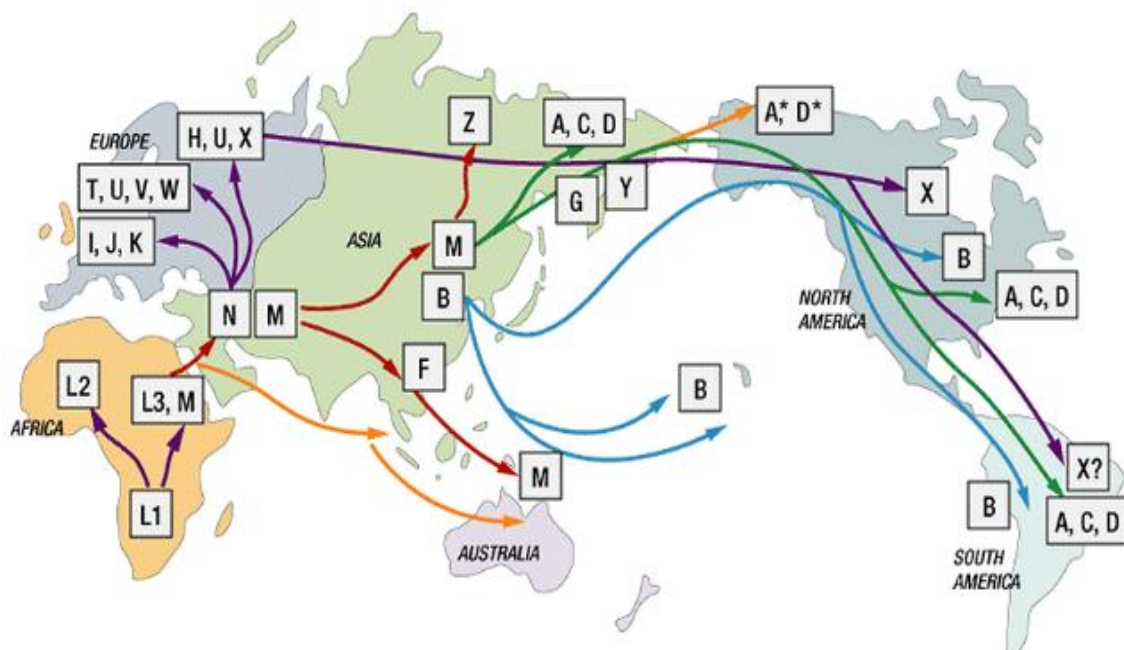 EUROPE
H, U, X
T, U, V, W
I, J, K
Z
A, C, D
A,* D*
G
Y
X
ASIA
M
B
B
N
M
NORTH
AMERICA
A, C, D
F
B
L2
L3, M
AFRICA
L1
M
AUSTRALIA
X?
B
A, C, D
SOUTH
AMERICA